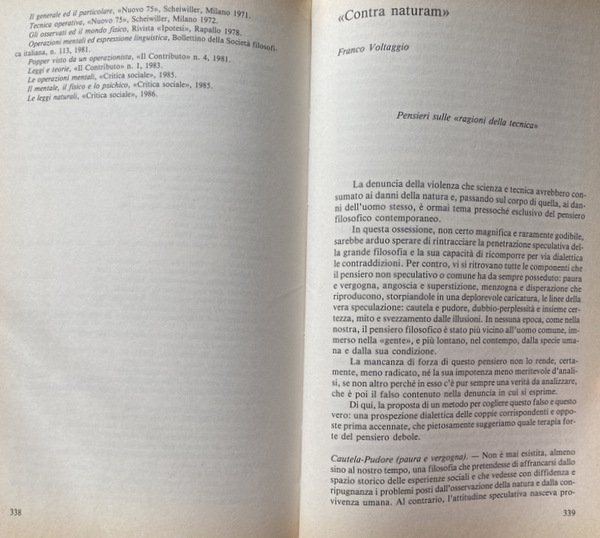 Il generale ed il particolare, «Nuovo 75», Scheiwiller, Milano 1971.
Tecnica operativa, «Nuovo 75», Scheiwiller, Milano 1972.
Gli osservati ed il mondo fisico, Rivista «Ipotesi», Rapallo 1978.
Operazioni mentali ed espressione linguistica, Bollettino della Società filosofi-
ca italiana, n. 113, 1981.
Popper visto da un operazionista, «Il Contributo» n. 4, 1981.
Leggi e teorie, «Il Contributo» n. 1, 1983.
Le operazioni mentali, «Critica sociale», 1985.
Il mentale, il fisico e lo psichico, «Critica sociale», 1985.
Le leggi naturali, «Critica sociale», 1986.
338
«Contra naturam»
Franco Voltaggio
Pensieri sulle «ragioni della tecnica»
La denuncia della violenza che scienza e tecnica avrebbero con-
sumato ai danni della natura e, passando sul corpo di quella, ai dan-
ni dell'uomo stesso, è ormai tema pressoché esclusivo del pensiero
filosofico contemporaneo.
In questa ossessione, non certo magnifica e raramente godibile,
sarebbe arduo sperare di rintracciare la penetrazione speculativa del-
la grande filosofia e la sua capacità di ricomporre per via dialettica
le contraddizioni. Per contro, vi si ritrovano tutte le componenti che
il pensiero non speculativo o comune ha da sempre posseduto: paura
e vergogna, angoscia e superstizione, menzogna e disperazione che
riproducono, storpiandole in una deplorevole caricatura, le linee della
vera speculazione: cautela e pudore, dubbio-perplessità e insieme cer-
tezza, mito e svezzamento dalle illusioni. In nessuna epoca, come nella
nostra, il pensiero filosofico è stato più vicino all'uomo comune, im-
merso nella «gente», e più lontano, nel contempo, dalla specie uma-
na e dalla sua condizione.
La mancanza di forza di questo pensiero non lo rende, certa-
mente, meno radicato, né la sua impotenza meno meritevole d'anali-
si, se non altro perché in esso c'è pur sempre una verità da analizzare,
che è poi il falso contenuto nella denuncia in cui si esprime.
Di qui, la proposta di un metodo per cogliere questo falso e questo
vero: una prospezione dialettica delle coppie corrispondenti e oppo-
ste prima accennate, che pietosamente suggeriamo quale terapia for-
te del pensiero debole.
Cautela-Pudore (paura e vergogna). — Non è mai esistita, almeno
sino al nostro tempo, una filosofia che pretendesse di affrancarsi dallo
spazio storico delle esperienze sociali e che vedesse con diffidenza e
ripugnanza i problemi posti dall'osservazione della natura e dalla con-
vivenza umana. Al contrario, l'attitudine speculativa nasceva pro-
339